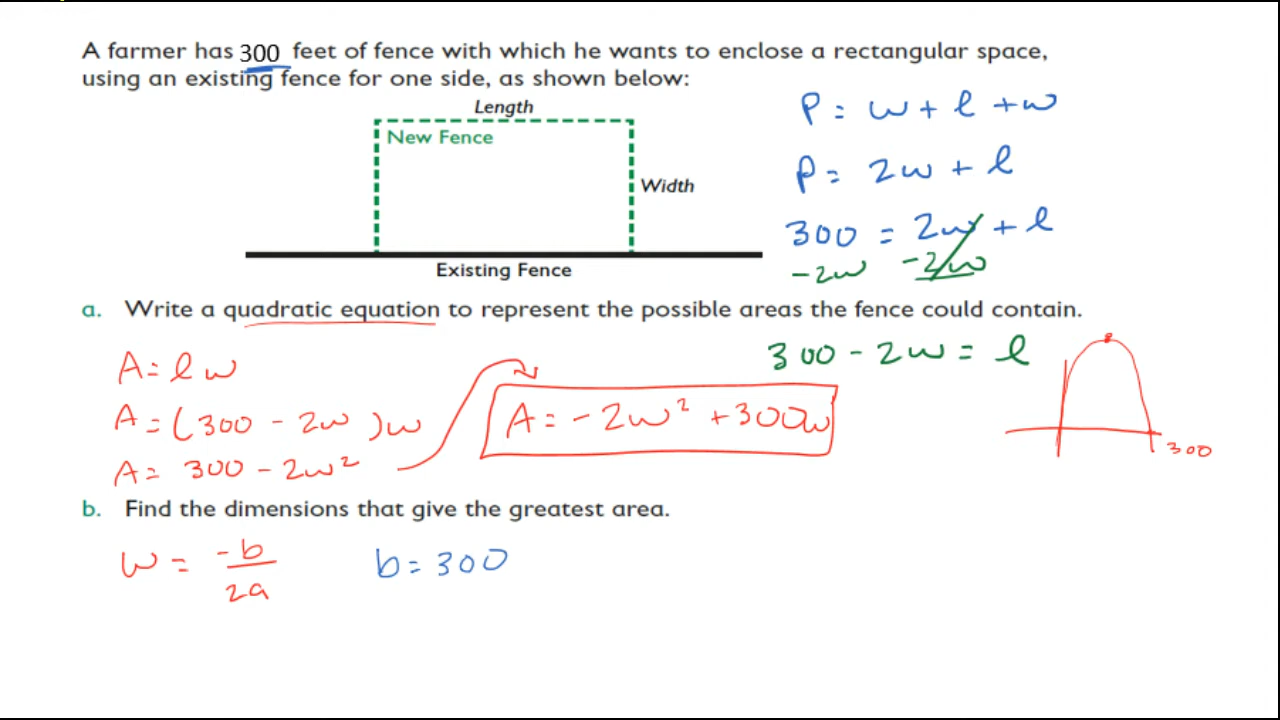 A farmer has 300 feet of fence with which he wants to enclose a rectangular space,
using an existing fence for one side, as shown below:
Length
New Fence
Width
Existing Fence
P = w + l + w
P = 2w + l
300 = 2w + l
-2w -2w
300 - 2w = l
a. Write a quadratic equation to represent the possible areas the fence could contain.
A = l w
A = (300 - 2w) w
A = 300 - 2w²
A = -2w² + 300w
300
b. Find the dimensions that give the greatest area.
w = -b/2a
b = 300